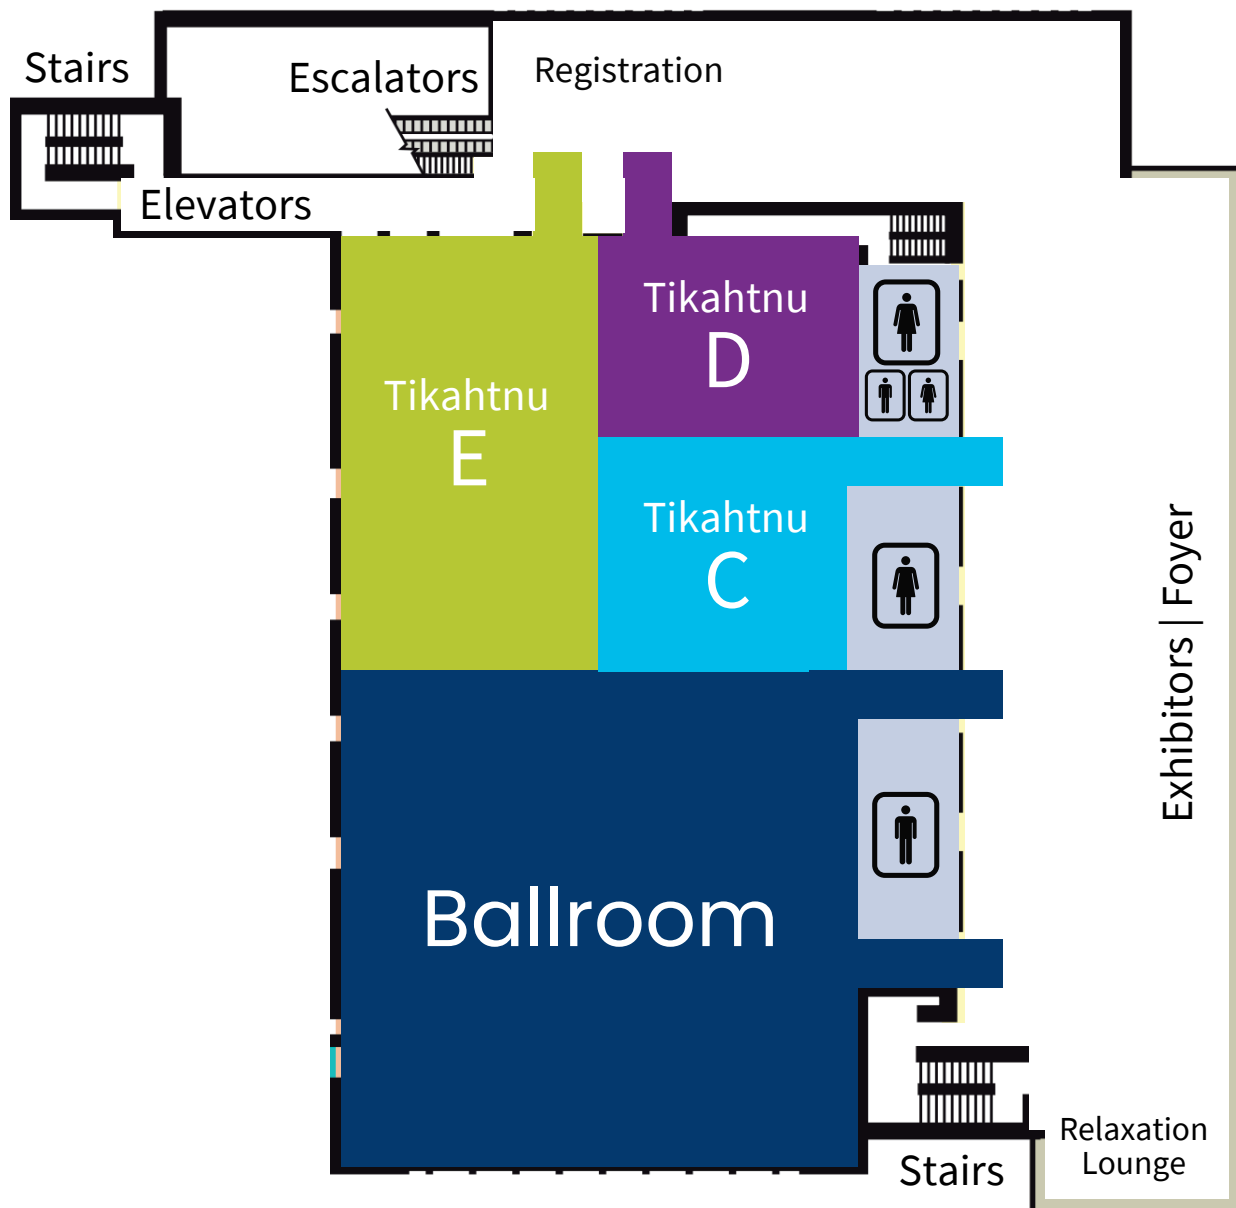 Stairs
Escalators
Registration
Elevators
Tikahtnu
D
Tikahtnu
E
Tikahtnu
C
Exhibitors | Foyer
Ballroom
Relaxation
Lounge
Stairs